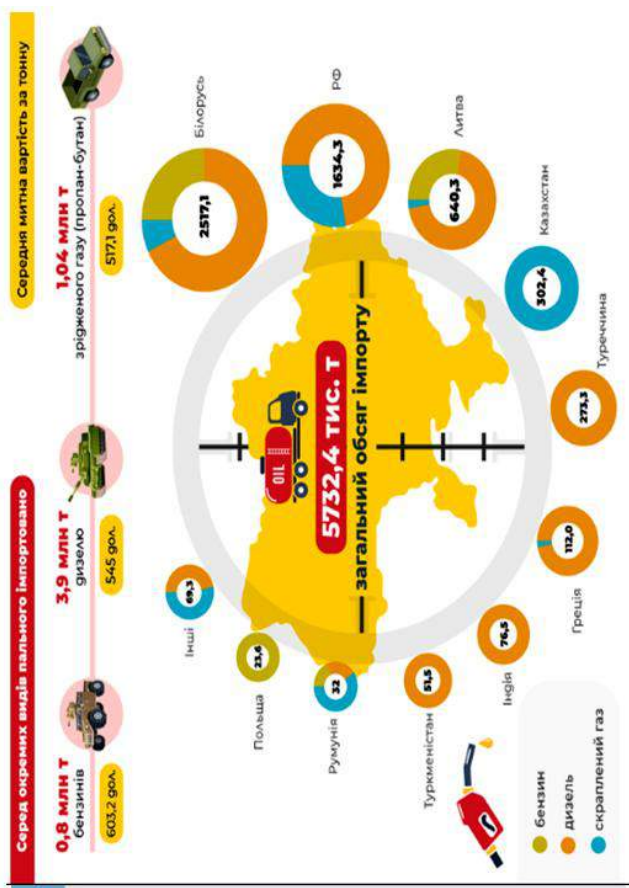 Серед окремих видів пального імпортовано
Середня митна вартість за тонну
0,8 млн т
бензинів
603,2 дол.
3,9 млн т
дизелю
545 дол.
1,04 млн т
зрідженого газу (пропан-бутан)
517,1 дол.
OIL
5732,4 тис. т
загальний обсяг імпорту
Білорусь
2517,1
РФ
1634,3
Литва
640,3
Казахстан
302,4
Туреччина
273,3
Греція
112,0
Індія
76,5
Туркменістан
51,5
Румунія
32
Польща
23,6
Інші
69,3
бензин
дизель
скраплений газ